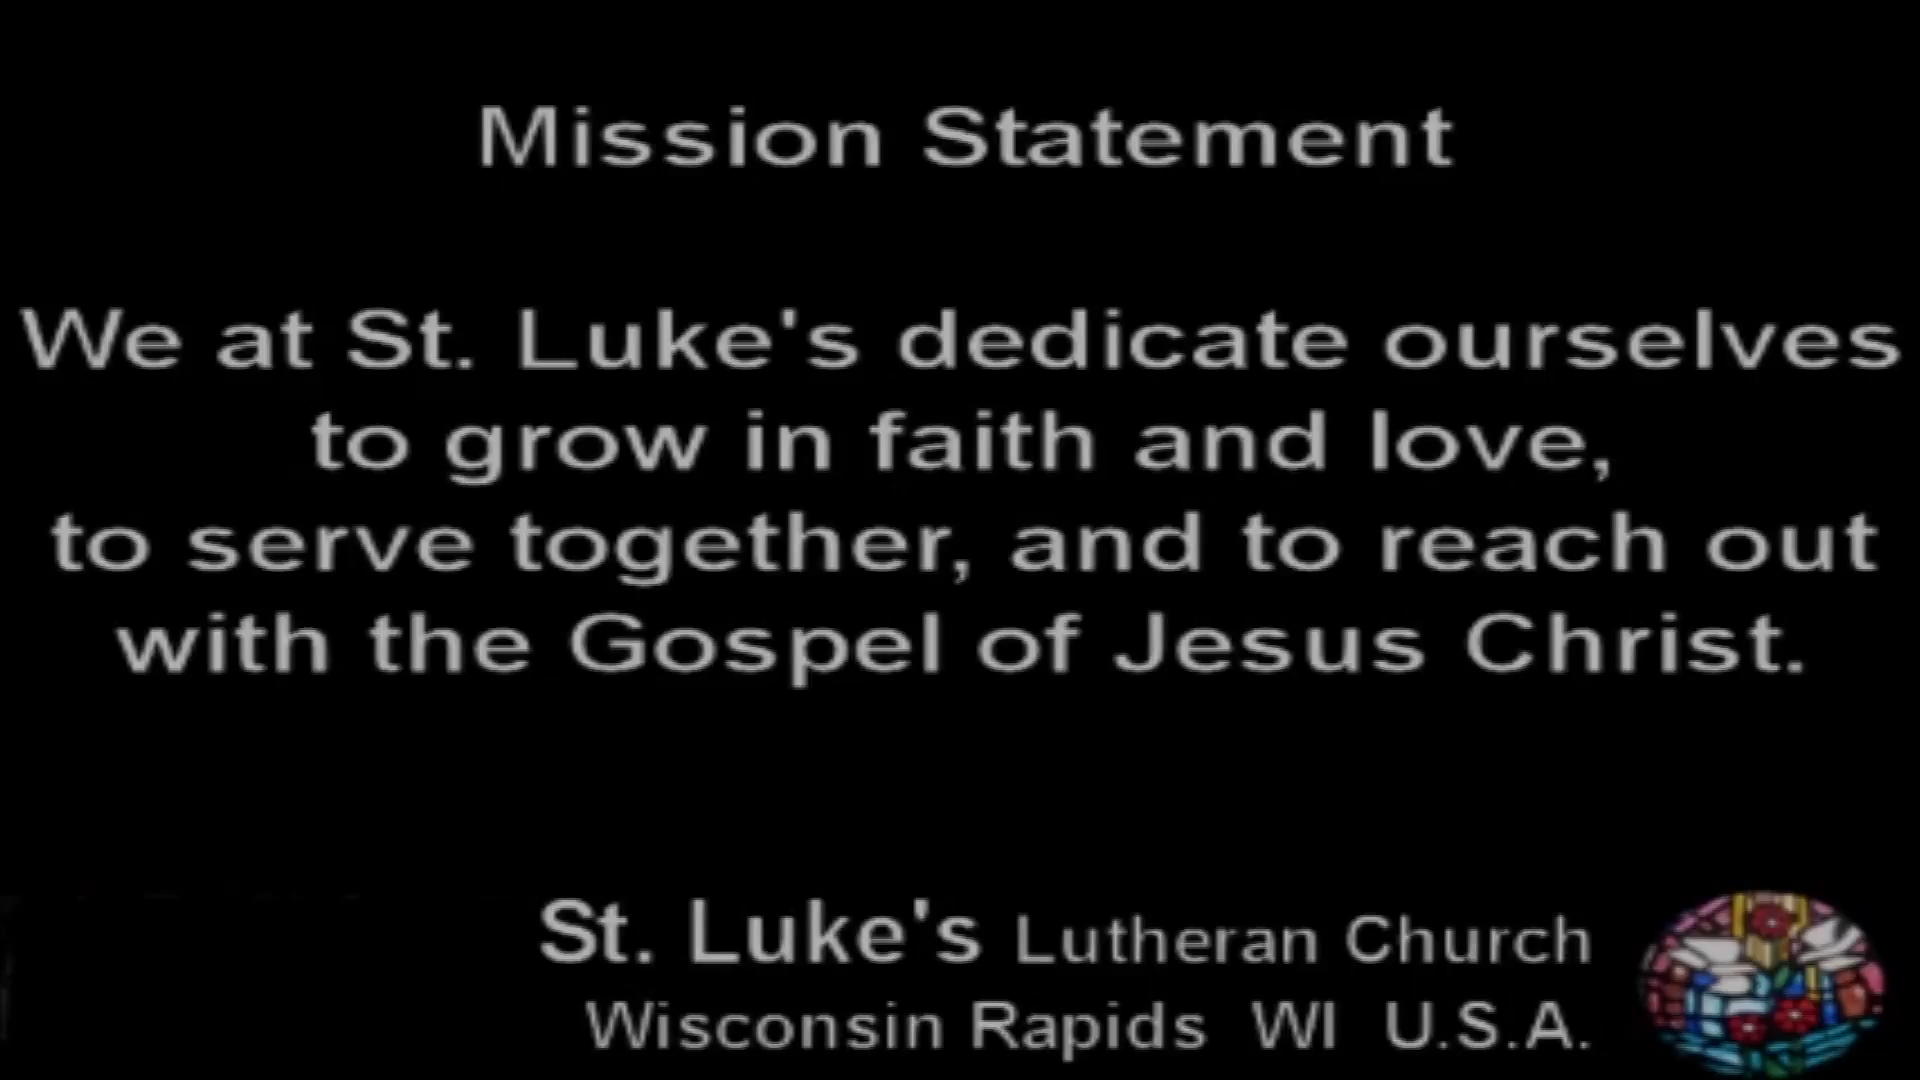 Mission Statement
We at St. Luke's dedicate ourselves
to grow in faith and love,
to serve together, and to reach out
with the Gospel of Jesus Christ.
St. Luke's Lutheran Church
Wisconsin Rapids WI U.S.A.